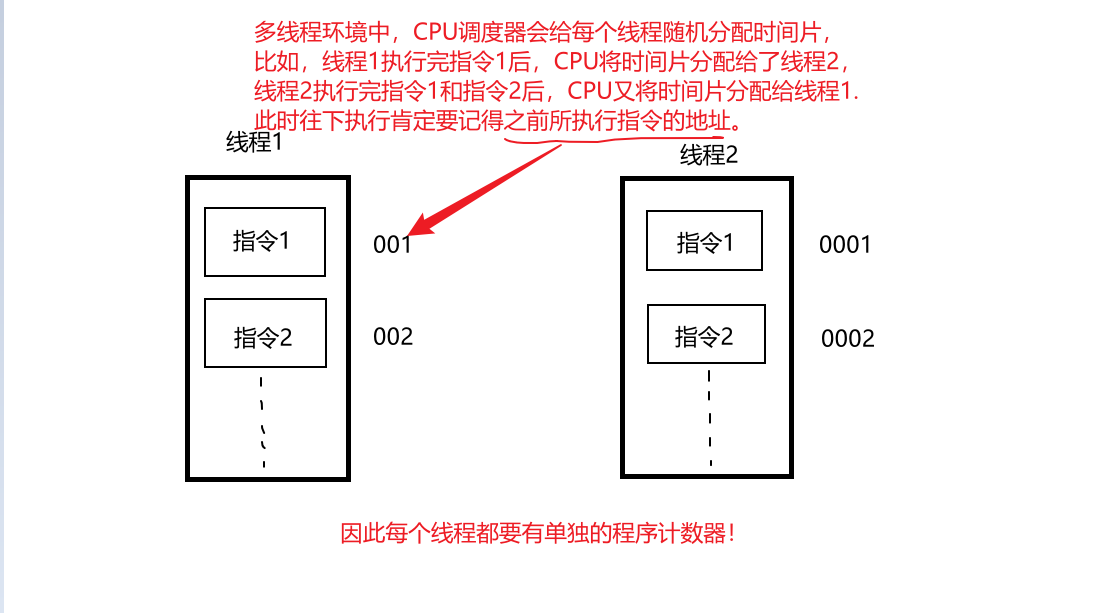 多线程环境中，CPU调度器会给每个线程随机分配时间片，
比如，线程1执行完指令1后，CPU将时间片分配给了线程2，
线程2执行完指令1和指令2后，CPU又将时间片分配给线程1.
此时往下执行肯定要记得之前所执行指令的地址。
线程1
线程2
指令1
001
指令1
0001
指令2
002
指令2
0002
因此每个线程都要有单独的程序计数器！